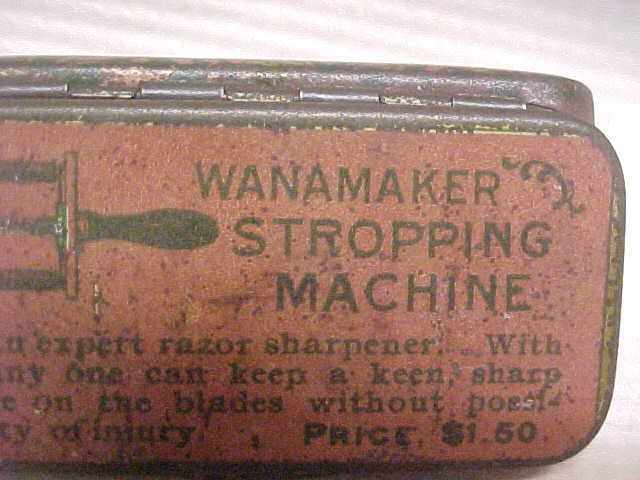 WANAMAKER
STROPPING
MACHINE
expert razor sharpener. With
any one can keep a keen, sharp
on the blades without possi-
of injury. PRICE, $1.50.